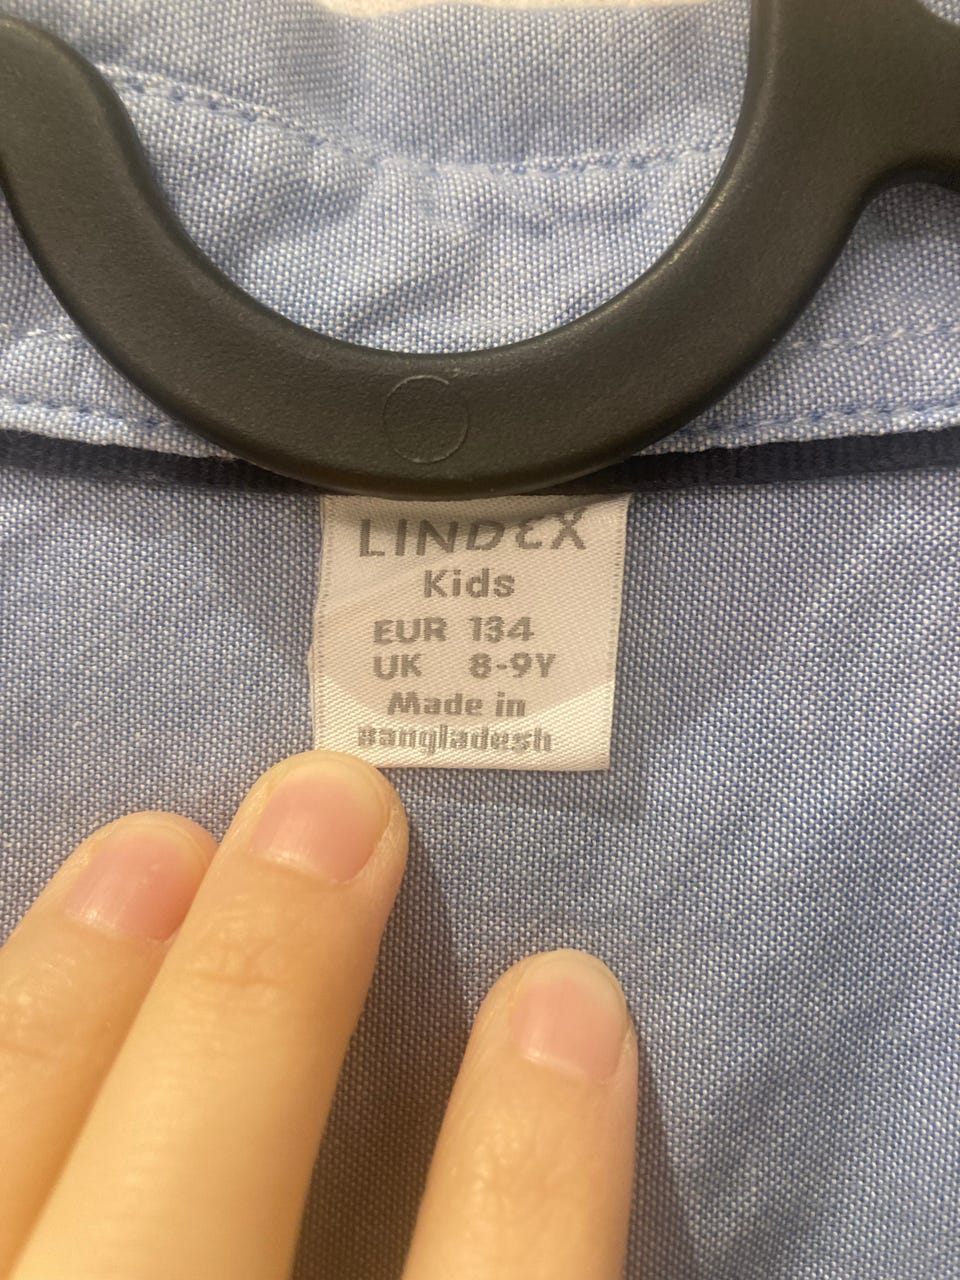 LINDEX
Kids
EUR 134
UK 8-9Y
Made in
Bangladesh